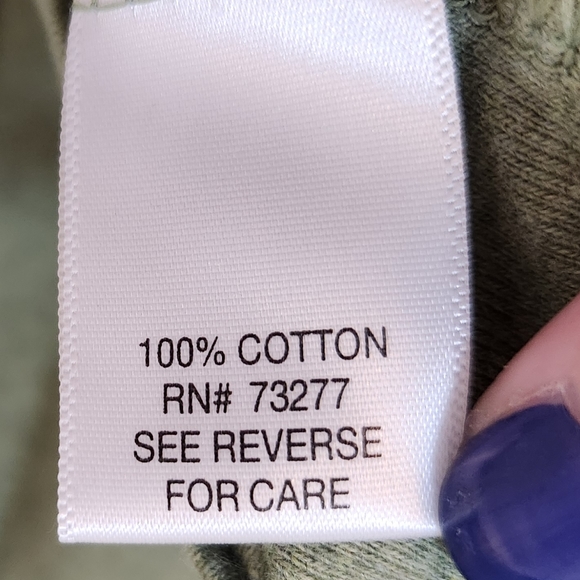 100% COTTON
RN# 73277
SEE REVERSE
FOR CARE